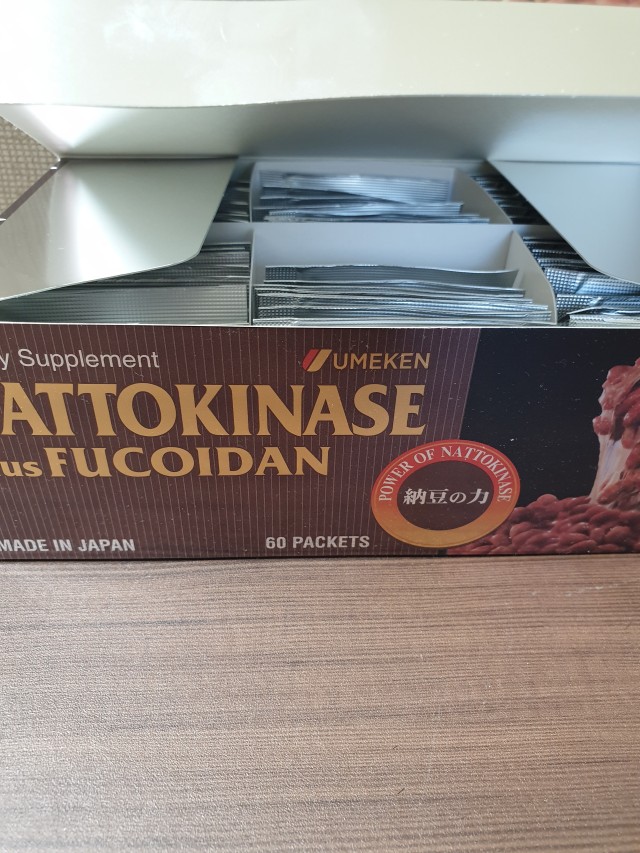 y Supplement
UMEKEN
ATTOKINASE
us FUCOIDAN
POWER OF NATTOKINASE
納豆の力
MADE IN JAPAN
60 PACKETS